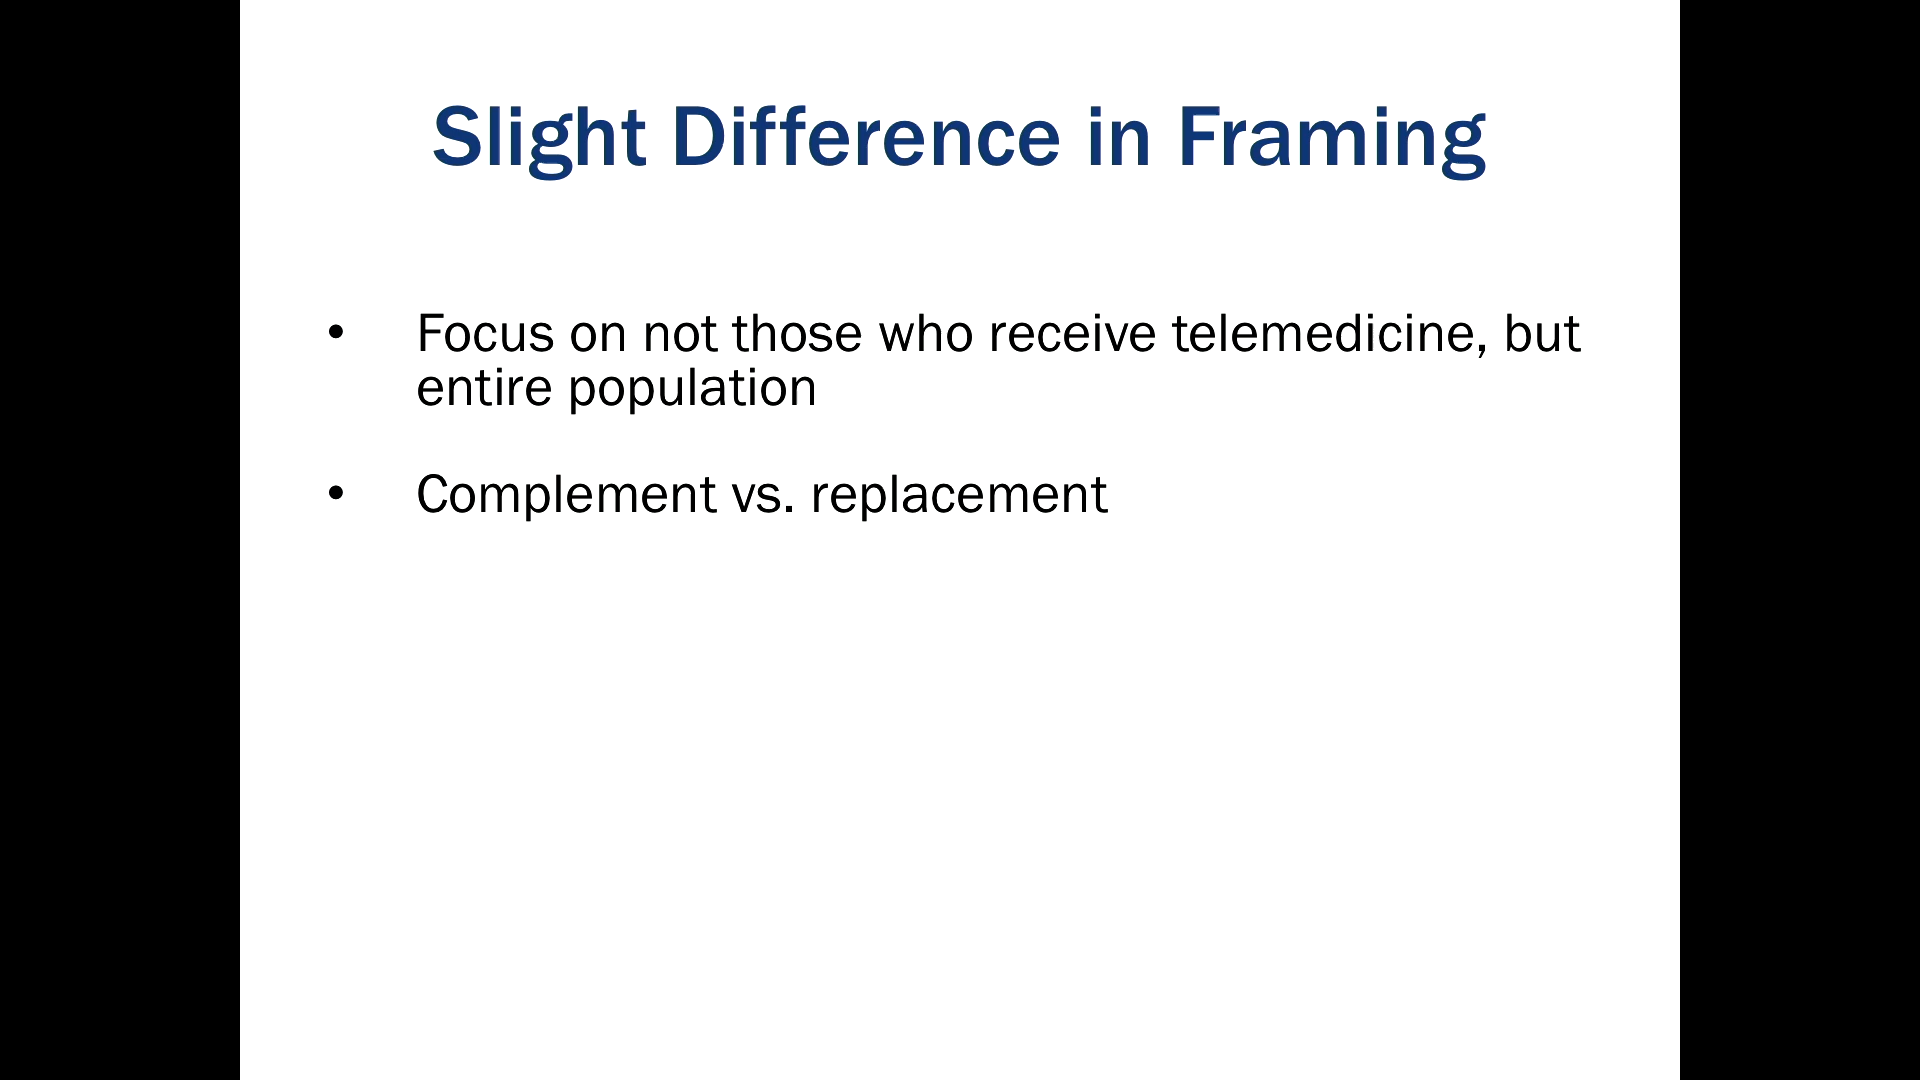 Slight Difference in Framing
• Focus on not those who receive telemedicine, but
entire population
• Complement vs. replacement